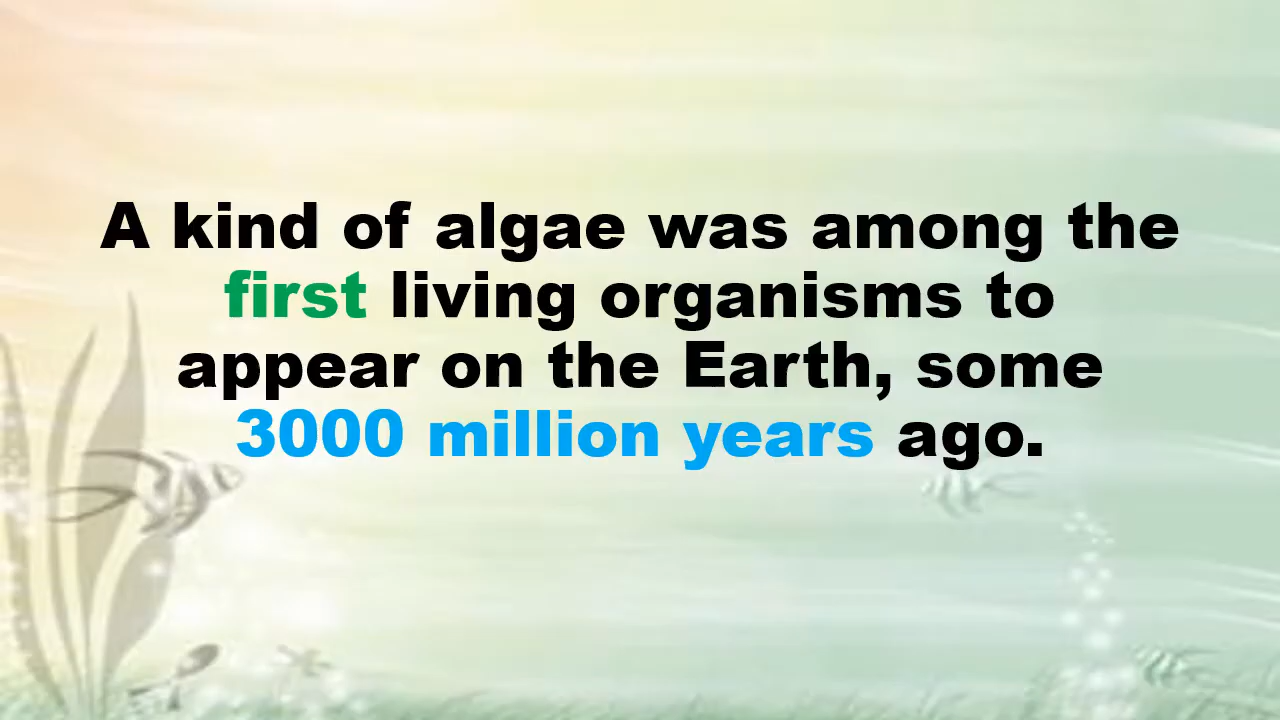 A kind of algae was among the
first living organisms to
appear on the Earth, some
3000 million years ago.